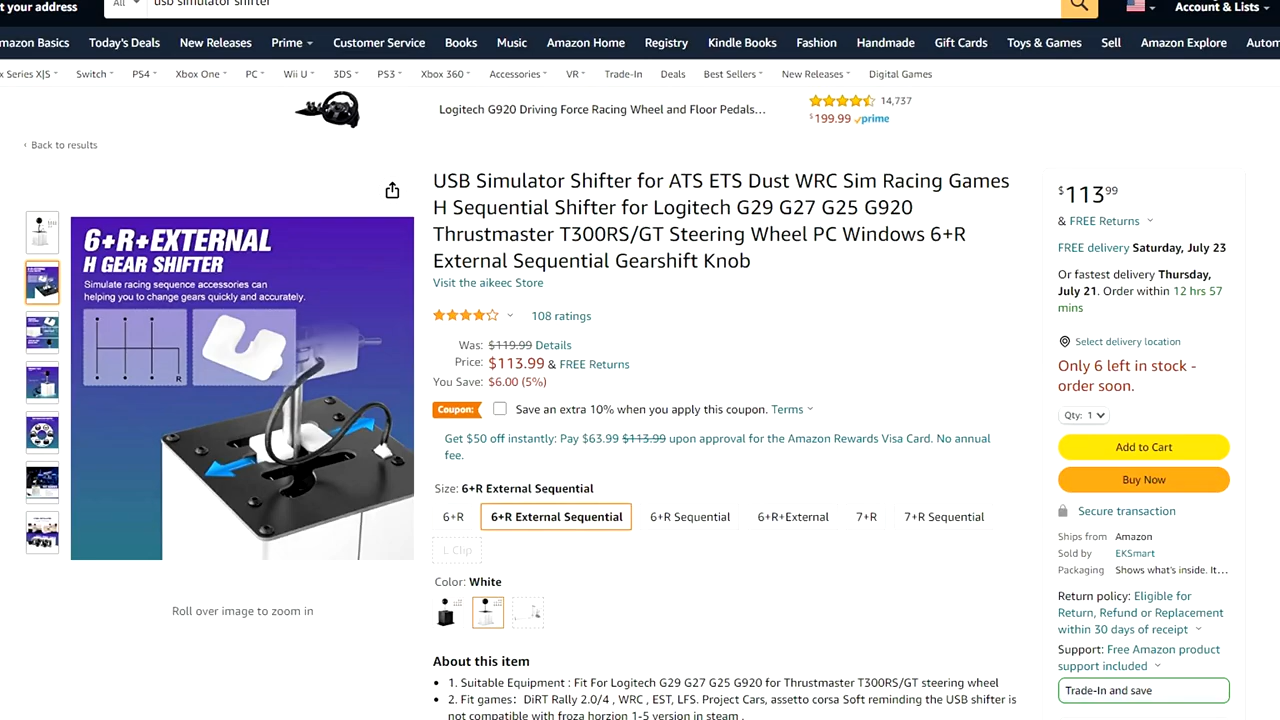 t your address
All
usb simulator shifter
Account & Lists
mazon Basics Today's Deals New Releases Prime Customer Service Books Music Amazon Home Registry Kindle Books Fashion Handmade Gift Cards Toys & Games Sell Amazon Explore Autom
x Series X|S Switch PS4 Xbox One PC Wii U 3DS PS3 Xbox 360 Accessories VR Trade-In Deals Best Sellers New Releases Digital Games
Logitech G920 Driving Force Racing Wheel and Floor Pedals...
14,737
$199.99 prime
‹ Back to results
6+R+EXTERNAL
H GEAR SHIFTER
Simulate racing sequence accessories can
helping you to change gears quickly and accurately.
R
Roll over image to zoom in
USB Simulator Shifter for ATS ETS Dust WRC Sim Racing Games
H Sequential Shifter for Logitech G29 G27 G25 G920
Thrustmaster T300RS/GT Steering Wheel PC Windows 6+R
External Sequential Gearshift Knob
Visit the aikeec Store
108 ratings
Was: $119.99 Details
Price: $113.99 & FREE Returns
You Save: $6.00 (5%)
Coupon: Save an extra 10% when you apply this coupon. Terms
Get $50 off instantly: Pay $63.99 $113.99 upon approval for the Amazon Rewards Visa Card. No annual
fee.
Size: 6+R External Sequential
6+R 6+R External Sequential 6+R Sequential 6+R+External 7+R 7+R Sequential
L Clip
Color: White
About this item
• 1. Suitable Equipment : Fit For Logitech G29 G27 G25 G920 for Thrustmaster T300RS/GT steering wheel
• 2. Fit games： DiRT Rally 2.0/4 , WRC , EST, LFS. Project Cars, assetto corsa Soft reminding the USB shifter is
not compatible with froza horzion 1-5 version in steam .
$113 99
& FREE Returns
FREE delivery Saturday, July 23
Or fastest delivery Thursday,
July 21. Order within 12 hrs 57
mins
Select delivery location
Only 6 left in stock -
order soon.
Qty: 1
Add to Cart
Buy Now
Secure transaction
Ships from Amazon
Sold by EKSmart
Packaging Shows what's inside. It...
Return policy: Eligible for
Return, Refund or Replacement
within 30 days of receipt
Support: Free Amazon product
support included
Trade-In and save